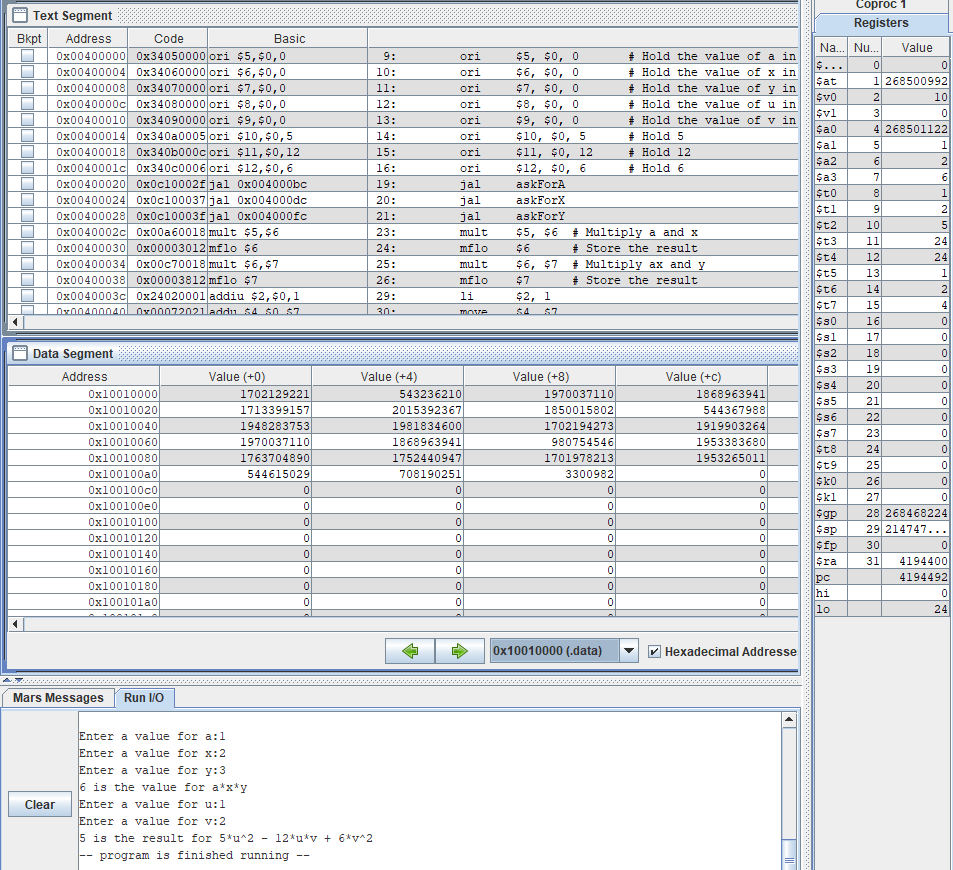 Text Segment
Bkpt Address Code Basic
0x00400000 0x34050000 ori $5,$0,0 9: ori $5, $0, 0 # Hold the value of a in
0x00400004 0x34060000 ori $6,$0,0 10: ori $6, $0, 0 # Hold the value of x in
0x00400008 0x34070000 ori $7,$0,0 11: ori $7, $0, 0 # Hold the value of y in
0x0040000c 0x34080000 ori $8,$0,0 12: ori $8, $0, 0 # Hold the value of u in
0x00400010 0x34090000 ori $9,$0,0 13: ori $9, $0, 0 # Hold the value of v in
0x00400014 0x340a0005 ori $10,$0,5 14: ori $10, $0, 5 # Hold 5
0x00400018 0x340b000c ori $11,$0,12 15: ori $11, $0, 12 # Hold 12
0x0040001c 0x340c0006 ori $12,$0,6 16: ori $12, $0, 6 # Hold 6
0x00400020 0x0c10002f jal 0x004000bc 19: jal askForA
0x00400024 0x0c100037 jal 0x004000dc 20: jal askForX
0x00400028 0x0c10003f jal 0x004000fc 21: jal askForY
0x0040002c 0x00a60018 mult $5,$6 23: mult $5, $6 # Multiply a and x
0x00400030 0x00003012 mflo $6 24: mflo $6 # Store the result
0x00400034 0x00c70018 mult $6,$7 25: mult $6, $7 # Multiply ax and y
0x00400038 0x00003812 mflo $7 26: mflo $7 # Store the result
0x0040003c 0x24020001 addiu $2,$0,1 29: li $2, 1
0x00400040 0x00072021 addu $4,$0,$7 30: move $4, $7
Data Segment
Address Value (+0) Value (+4) Value (+8) Value (+c)
0x10010000 1702129221 543236210 1970037110 1868963941
0x10010020 1713399157 2015392367 1850015802 544367988
0x10010040 1948283753 1981834600 1702194273 1919903264
0x10010060 1970037110 1868963941 980754546 1953383680
0x10010080 1763704890 1752440947 1701978213 1953265011
0x100100a0 544615029 708190251 3300982 0
0x100100c0 0 0 0 0
0x100100e0 0 0 0 0
0x10010100 0 0 0 0
0x10010120 0 0 0 0
0x10010140 0 0 0 0
0x10010160 0 0 0 0
0x10010180 0 0 0 0
0x100101a0 0 0 0 0
0x10010000 (.data) Hexadecimal Addresse
Mars Messages Run I/O
Clear
Enter a value for a:1
Enter a value for x:2
Enter a value for y:3
6 is the value for a*x*y
Enter a value for u:1
Enter a value for v:2
5 is the result for 5*u^2 - 12*u*v + 6*v^2
-- program is finished running --
Coproc 1
Registers
Na... Nu... Value
$... 0 0
$at 1 268500992
$v0 2 10
$v1 3 0
$a0 4 268501122
$a1 5 1
$a2 6 2
$a3 7 6
$t0 8 1
$t1 9 2
$t2 10 5
$t3 11 24
$t4 12 24
$t5 13 1
$t6 14 2
$t7 15 4
$s0 16 0
$s1 17 0
$s2 18 0
$s3 19 0
$s4 20 0
$s5 21 0
$s6 22 0
$s7 23 0
$t8 24 0
$t9 25 0
$k0 26 0
$k1 27 0
$gp 28 268468224
$sp 29 214747...
$fp 30 0
$ra 31 4194400
pc 4194492
hi 0
lo 24